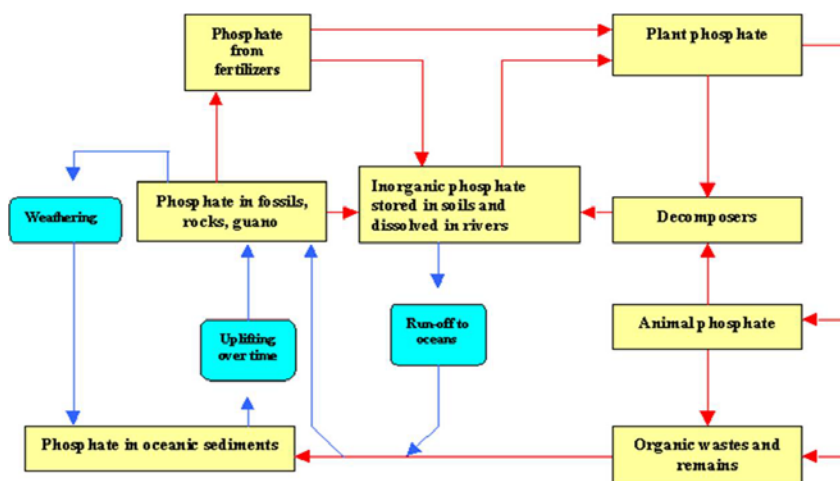 Phosphate
from
fertilizers
Plant phosphate
Weathering
Phosphate in fossils,
rocks, guano
Inorganic phosphate
stored in soils and
dissolved in rivers
Decomposers
Uplifting
over time
Run-off to
oceans
Animal phosphate
Phosphate in oceanic sediments
Organic wastes and
remains